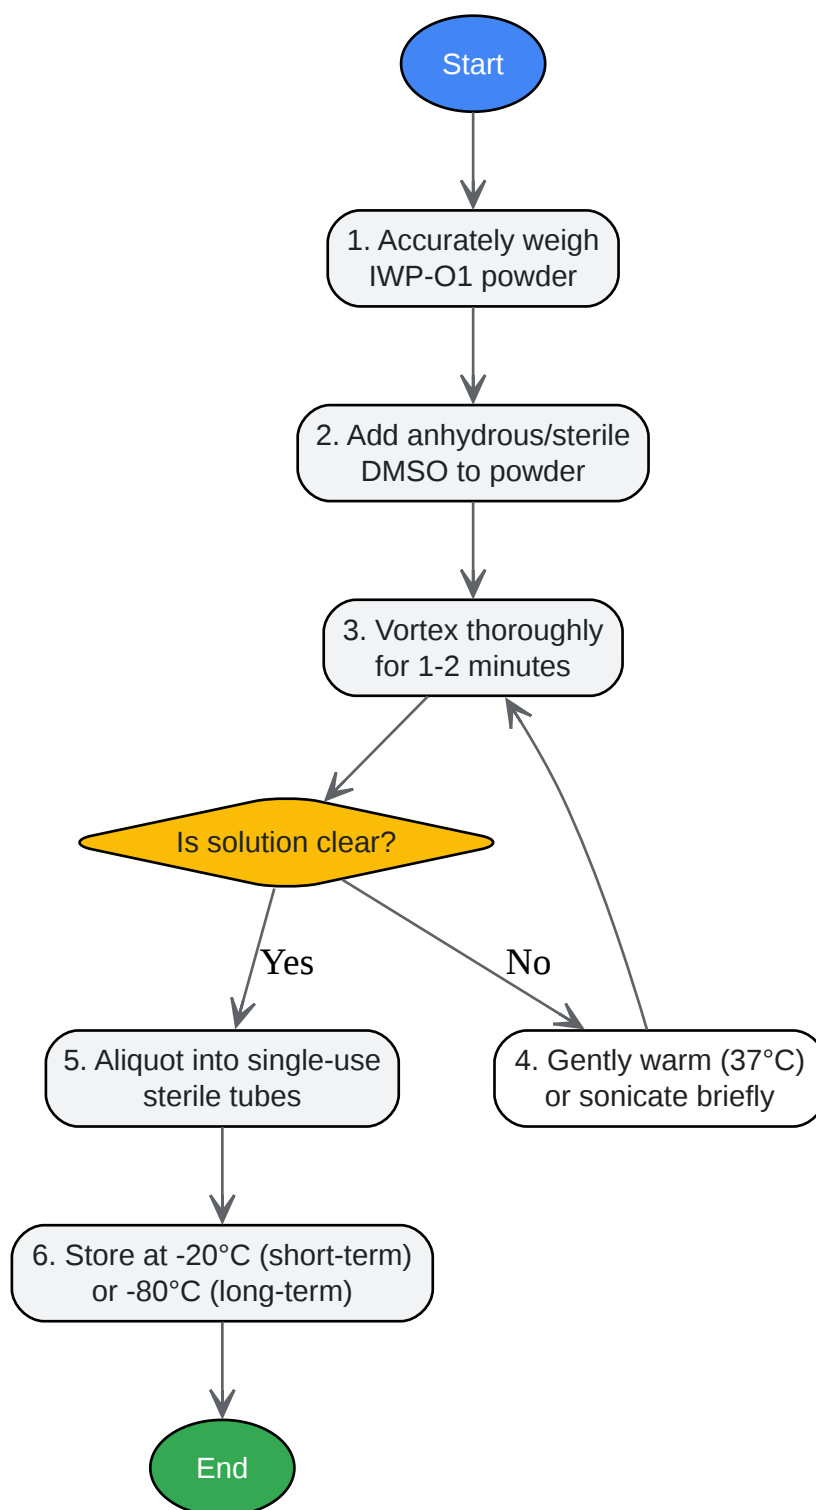 Start
1. Accurately weigh
IWP-O1 powder
2. Add anhydrous/sterile
DMSO to powder
3. Vortex thoroughly
for 1-2 minutes
Is solution clear?
Yes
No
5. Aliquot into single-use
sterile tubes
4. Gently warm (37°C)
or sonicate briefly
6. Store at -20°C (short-term)
or -80°C (long-term)
End